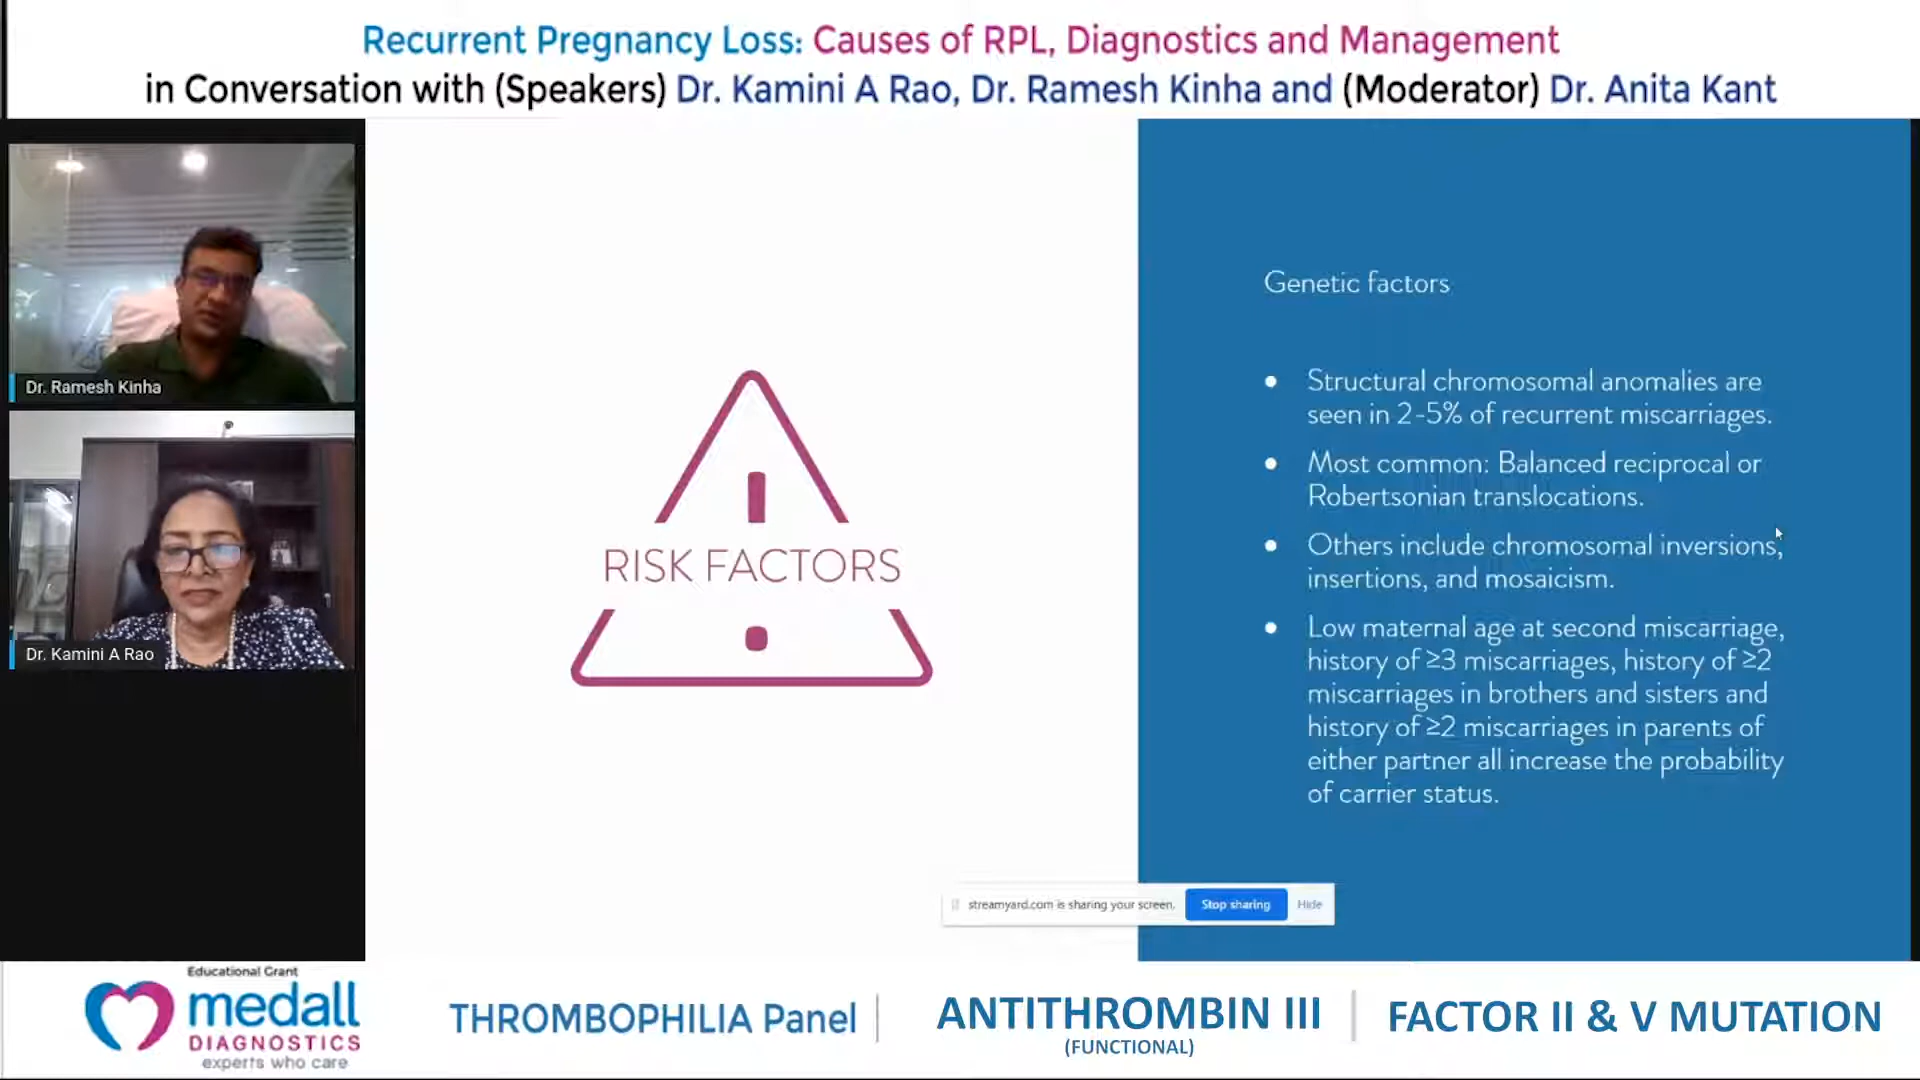 Recurrent Pregnancy Loss: Causes of RPL, Diagnostics and Management
in Conversation with (Speakers) Dr. Kamini A Rao, Dr. Ramesh Kinha and (Moderator) Dr. Anita Kant
Dr. Ramesh Kinha
Dr. Kamini A Rao
RISK FACTORS
Genetic factors
• Structural chromosomal anomalies are
seen in 2-5% of recurrent miscarriages.
• Most common: Balanced reciprocal or
Robertsonian translocations.
• Others include chromosomal inversions,
insertions, and mosaicism.
• Low maternal age at second miscarriage,
history of ≥3 miscarriages, history of ≥2
miscarriages in brothers and sisters and
history of ≥2 miscarriages in parents of
either partner all increase the probability
of carrier status.
streamyard.com is sharing your screen. Stop sharing Hide
Educational Grant
medall
DIAGNOSTICS
experts who care
THROMBOPHILIA Panel
ANTITHROMBIN III
(FUNCTIONAL)
FACTOR II & V MUTATION